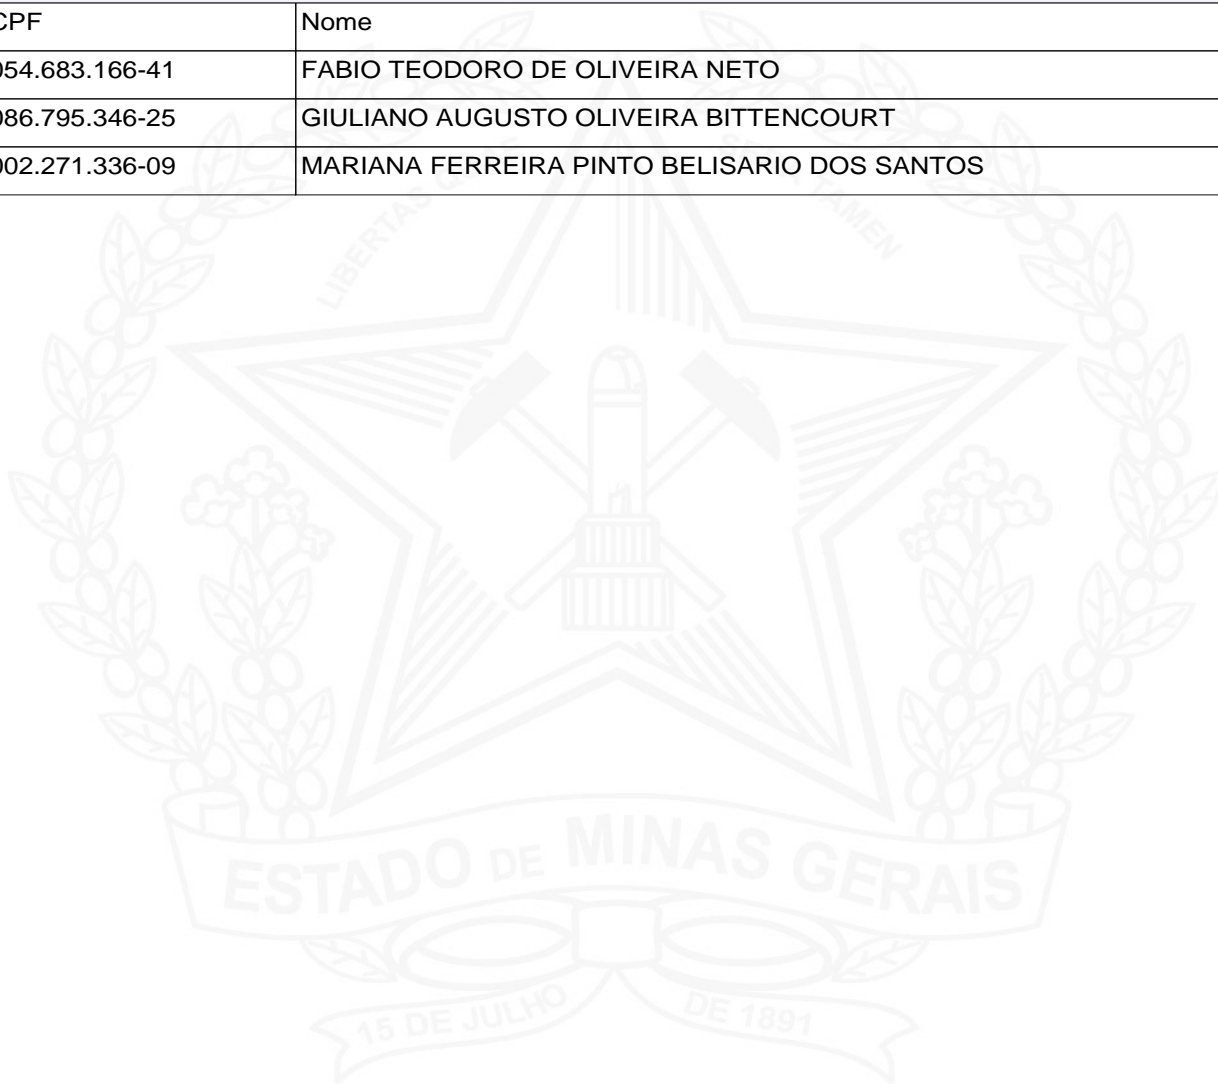 CPF Nome
054.683.166-41 FABIO TEODORO DE OLIVEIRA NETO
086.795.346-25 GIULIANO AUGUSTO OLIVEIRA BITTENCOURT
002.271.336-09 MARIANA FERREIRA PINTO BELISARIO DOS SANTOS
LIBERTAS QUÆ SERA TAMEN
ESTADO DE MINAS GERAIS
15 DE JULHO DE 1891